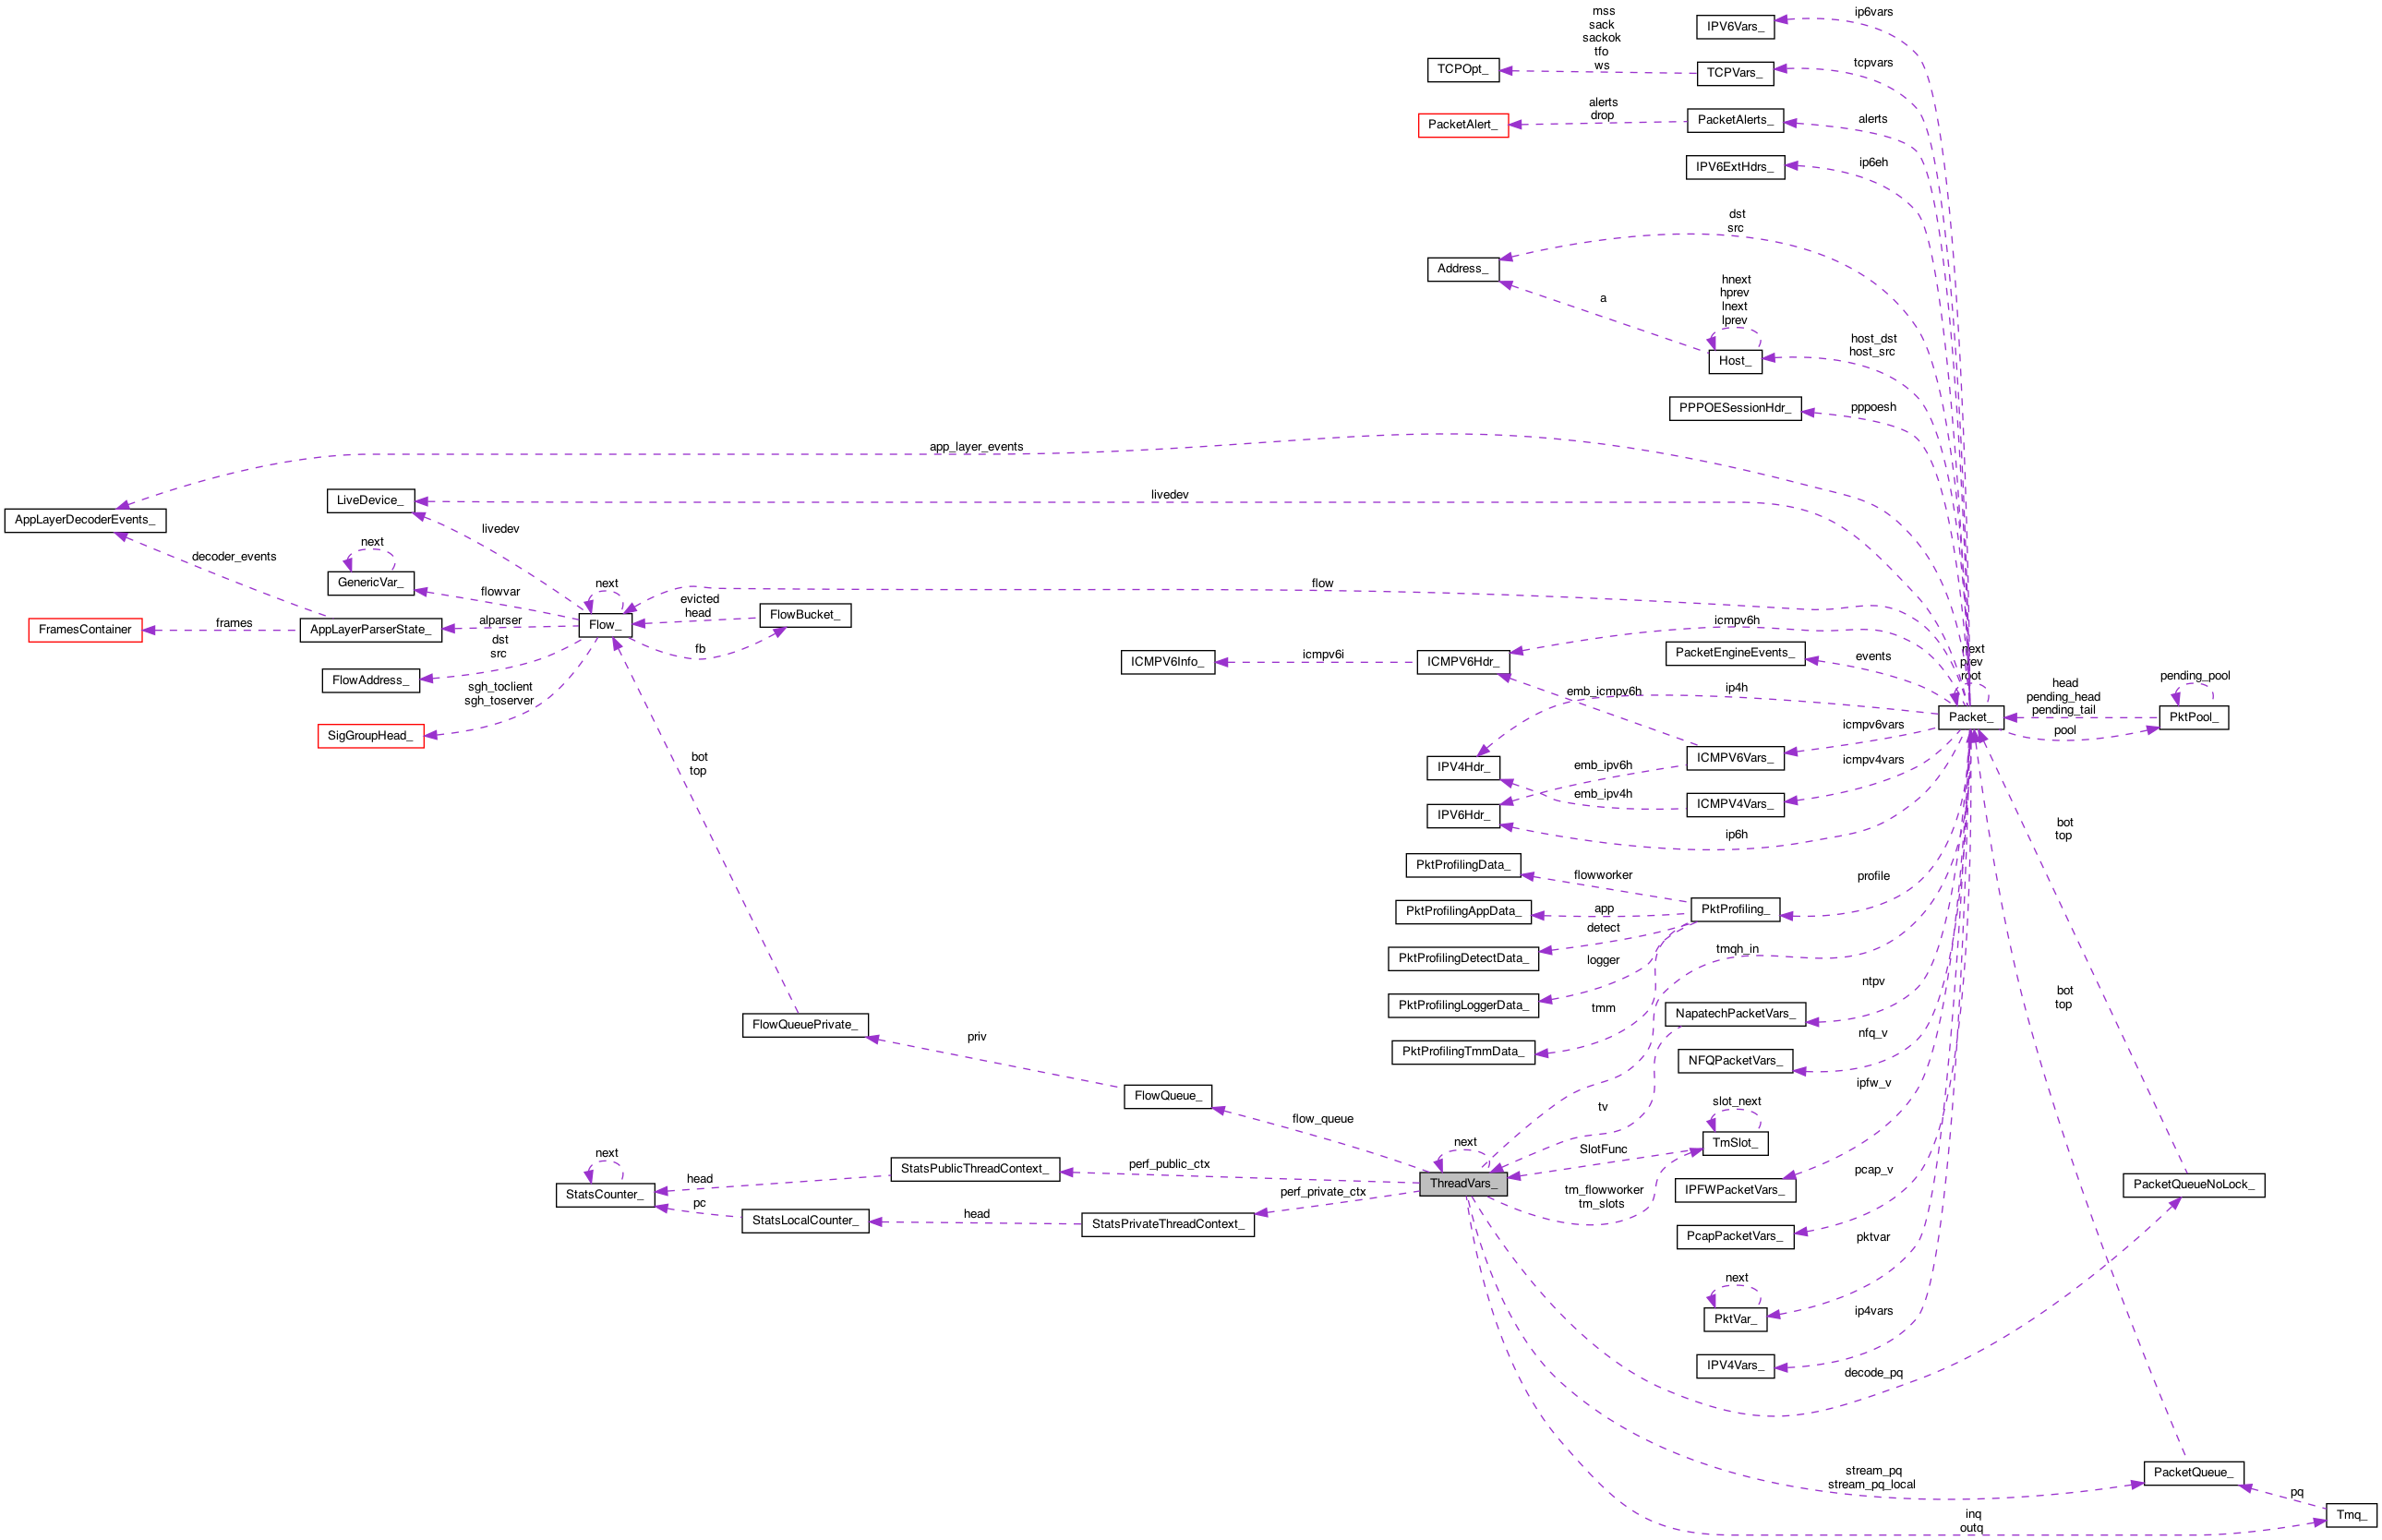 mss
sack
sackok
tfo
ws
ip6vars
IPV6Vars_
TCPOpt_
TCPVars_
tcpvars
alerts
drop
PacketAlert_
PacketAlerts_
alerts
IPV6ExtHdrs_
ip6eh
dst
src
Address_
a
hnext
hprev
lnext
lprev
Host_
host_dst
host_src
PPPOESessionHdr_
pppoesh
app_layer_events
LiveDevice_
livedev
AppLayerDecoderEvents_
livedev
decoder_events
next
GenericVar_
flowvar
next
flow
evicted
head
FlowBucket_
FramesContainer
frames
AppLayerParserState_
alparser
Flow_
fb
dst
src
FlowAddress_
sgh_toclient
sgh_toserver
SigGroupHead_
icmpv6h
ICMPV6Info_
icmpv6i
ICMPV6Hdr_
PacketEngineEvents_
events
next
prev
root
emb_icmpv6h
ip4h
Packet_
head
pending_head
pending_tail
pool
pending_pool
PktPool_
icmpv6vars
ICMPV6Vars_
icmpv4vars
IPV4Hdr_
emb_ipv6h
emb_ipv4h
ICMPV4Vars_
IPV6Hdr_
ip6h
bot
top
bot
top
PktProfilingData_
flowworker
profile
PktProfilingAppData_
app
PktProfiling_
detect
PktProfilingDetectData_
logger
tmqh_in
PktProfilingLoggerData_
tmm
ntpv
NapatechPacketVars_
bot
top
FlowQueuePrivate_
PktProfilingTmmData_
nfq_v
NFQPacketVars_
priv
FlowQueue_
ipfw_v
flow_queue
tv
slot_next
TmSlot_
next
SlotFunc
next
StatsPublicThreadContext_
perf_public_ctx
ThreadVars_
head
StatsCounter_
pc
StatsLocalCounter_
head
StatsPrivateThreadContext_
perf_private_ctx
tm_flowworker
tm_slots
IPFWPacketVars_
pcap_v
PacketQueueNoLock_
PcapPacketVars_
pktvar
next
PktVar_
ip4vars
IPV4Vars_
decode_pq
stream_pq
stream_pq_local
PacketQueue_
pq
Tmq_
inq
outq